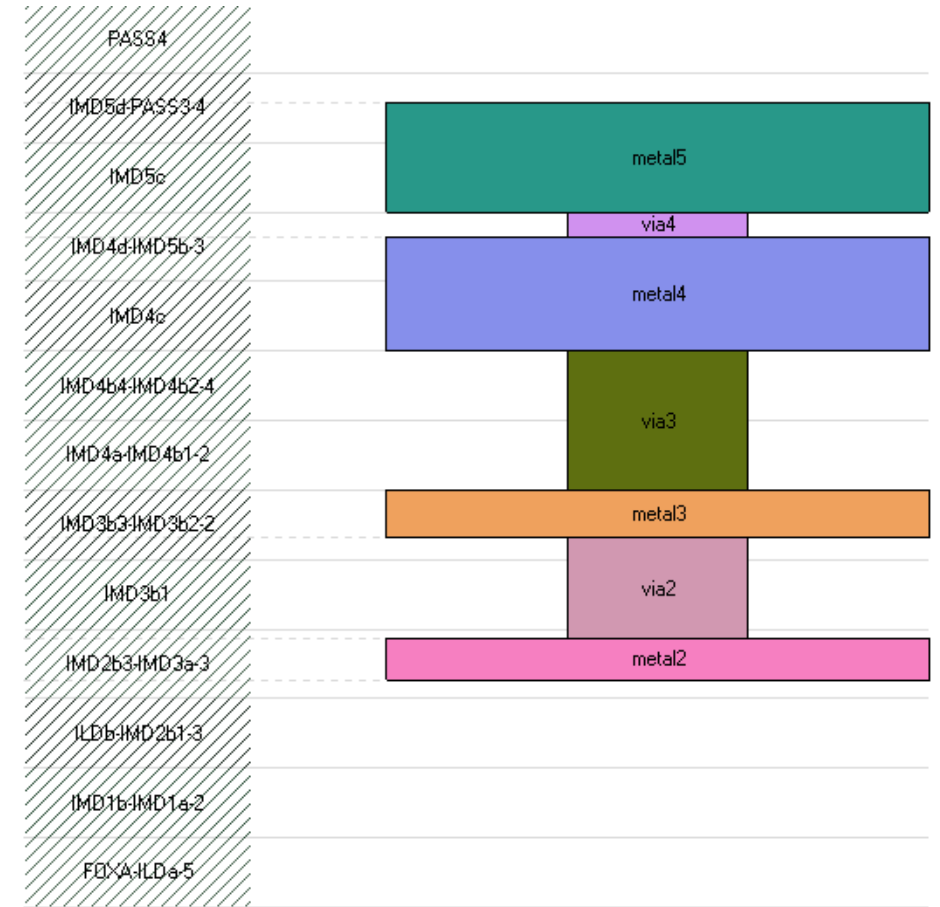 PASS4
IMD5d-PASS3-4
metal5
IMD5c
via4
IMD4d-IMD5b-3
metal4
IMD4c
IMD4b4-IMD4b2-4
via3
IMD4a-IMD4b1-2
metal3
IMD3b3-IMD3b2-2
via2
IMD3b1
metal2
IMD2b3-IMD3a-3
ILDb-IMD2b1-3
IMD1b-IMD1a-2
FOXA-ILDa-5